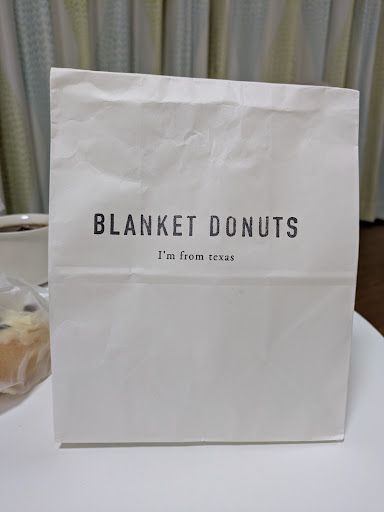 BLANKET DONUTS
I'm from texas